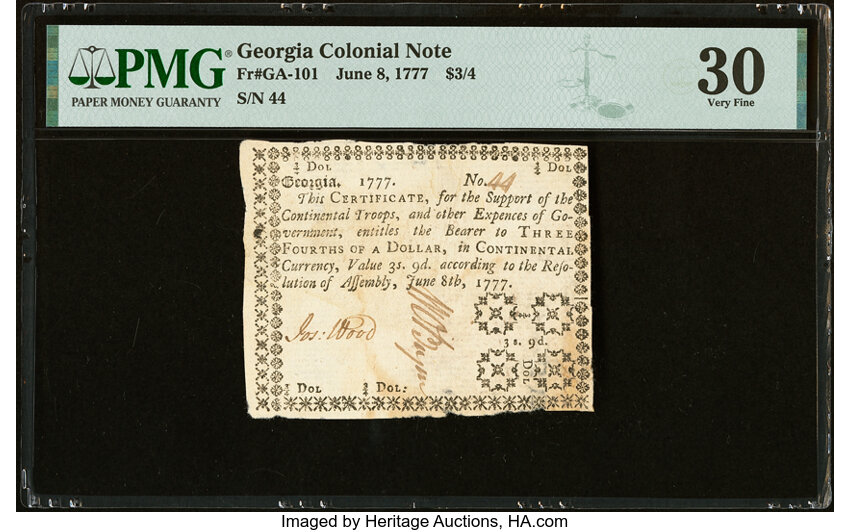 PMG®
PAPER MONEY GUARANTY
Georgia Colonial Note
Fr#GA-101 June 8, 1777 $3/4
S/N 44
30
Very Fine
¾ Dol ¾ Dol
Georgia. 1777. No. 44
This CERTIFICATE, for the Support of the
Continental Troops, and other Expences of Go-
vernment, entitles the Bearer to THREE
FOURTHS OF A DOLLAR, in CONTINENTAL
Currency, Value 3s. 9d. according to the Reso-
lution of Assembly, June 8th, 1777.
Jos: Wood
3s. 9d.
Dol
¾ Dol ¾ Dol:
Imaged by Heritage Auctions, HA.com